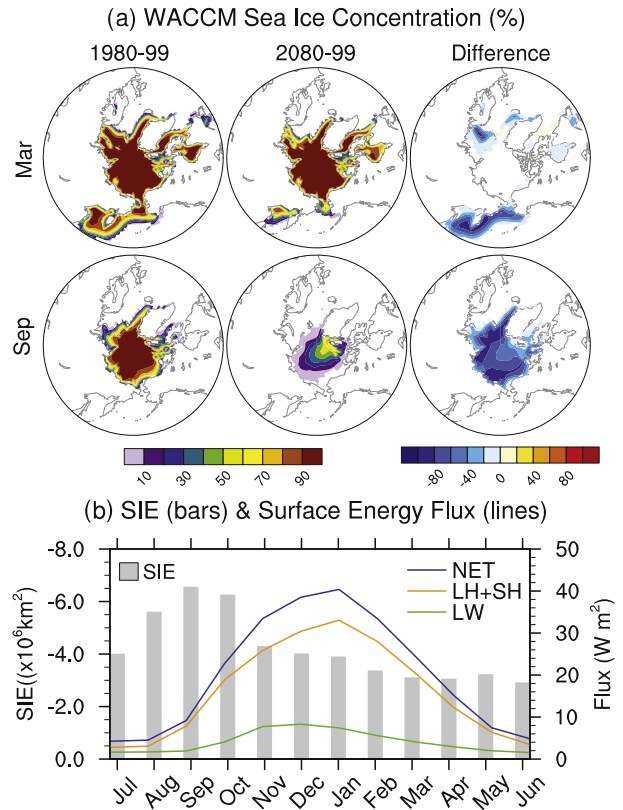 (a) WACCM Sea Ice Concentration (%)
1980-99 2080-99 Difference
Mar
Sep
10 30 50 70 90 -80 -40 0 40 80
(b) SIE (bars) & Surface Energy Flux (lines)
-8.0 -6.0 -4.0 -2.0 0.0
SIE((x10⁶km²)
SIE
NET
LH+SH
LW
50 40 30 20 10 0
Flux (W m²)
Jul Aug Sep Oct Nov Dec Jan Feb Mar Apr May Jun